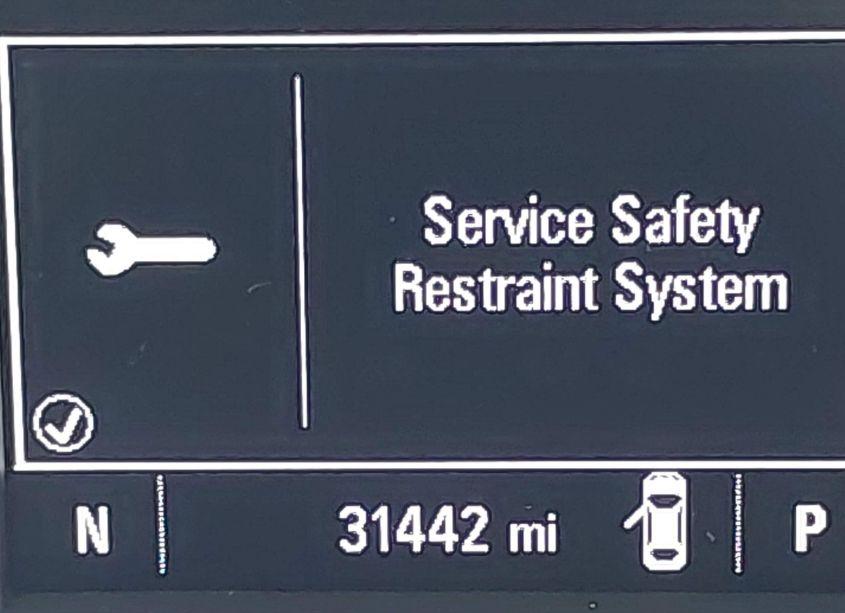 Service Safety
Restraint System
N 31442 mi P